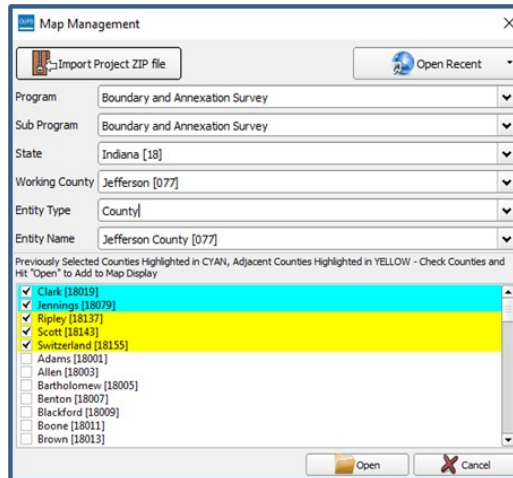 GUPS Map Management
Import Project ZIP file Open Recent
Program Boundary and Annexation Survey
Sub Program Boundary and Annexation Survey
State Indiana [18]
Working County Jefferson [077]
Entity Type County
Entity Name Jefferson County [077]
Previously Selected Counties Highlighted in CYAN, Adjacent Counties Highlighted in YELLOW - Check Counties and
Hit "Open" to Add to Map Display
Clark [18019]
Jennings [18079]
Ripley [18137]
Scott [18143]
Switzerland [18155]
Adams [18001]
Allen [18003]
Bartholomew [18005]
Benton [18007]
Blackford [18009]
Boone [18011]
Brown [18013]
Open Cancel